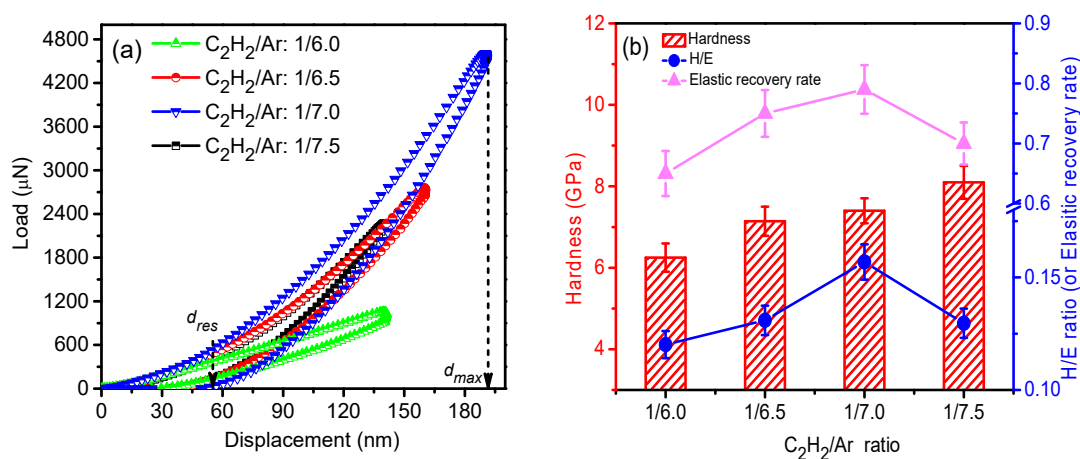 (a)
C₂H₂/Ar: 1/6.0
C₂H₂/Ar: 1/6.5
C₂H₂/Ar: 1/7.0
C₂H₂/Ar: 1/7.5
4800
4200
3600
3000
2400
1800
1200
600
0
Load (μN)
d_res
d_max
0 30 60 90 120 150 180
Displacement (nm)
(b)
Hardness
H/E
Elastic recovery rate
12
10
8
6
4
Hardness (GPa)
0.9
0.8
0.7
0.6
0.15
0.10
H/E ratio (or Elasitic recovery rate)
1/6.0 1/6.5 1/7.0 1/7.5
C₂H₂/Ar ratio